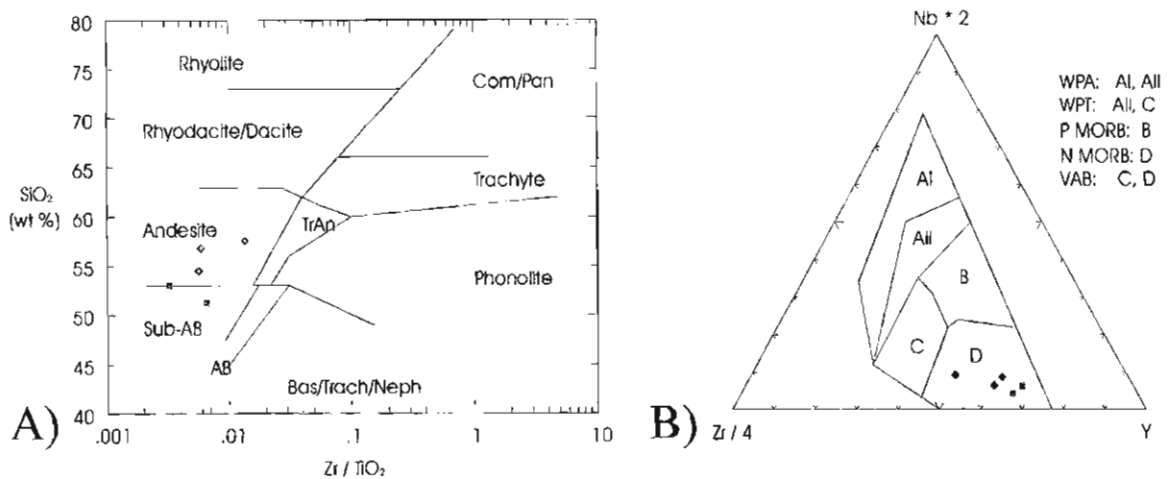 80
75
70
65
SiO₂
(wt %)
60
55
50
45
40
Rhyolite
Com/Pan
Rhyodacite/Dacite
Trachyte
Andesite
TrAn
Phonolite
Sub-AB
AB
Bas/Trach/Neph
A)
.001
.01
.1
1
10
Zr / TiO₂
Nb * 2
WPA: AI, AII
WPT: AII, C
P MORB: B
N MORB: D
VAB: C, D
AI
AII
B
C
D
B)
Zr / 4
Y